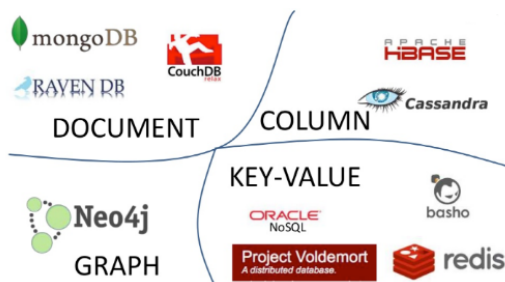 mongoDB
CouchDB
relax
RAVEN DB
DOCUMENT
APACHE
HBASE
Cassandra
COLUMN
Neo4j
GRAPH
KEY-VALUE
ORACLE
NoSQL
basho
Project Voldemort
A distributed database.
redis